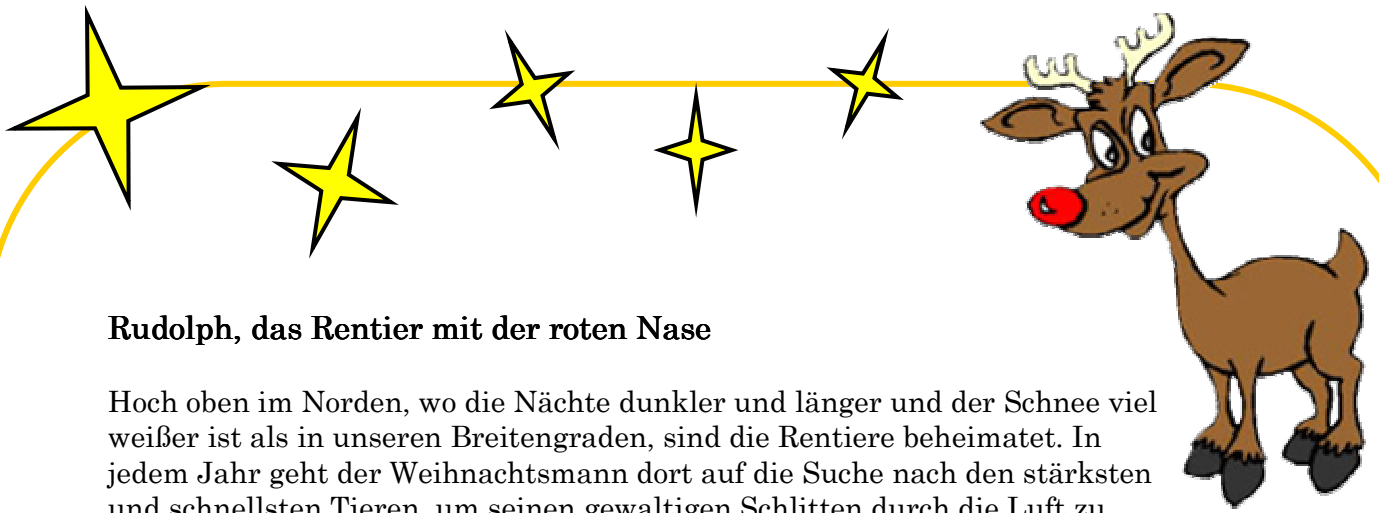 Rudolph, das Rentier mit der roten Nase
Hoch oben im Norden, wo die Nächte dunkler und länger und der Schnee viel
weißer ist als in unseren Breitengraden, sind die Rentiere beheimatet. In
jedem Jahr geht der Weihnachtsmann dort auf die Suche nach den stärksten
und schnellsten Tieren, um seinen gewaltigen Schlitten durch die Luft zu